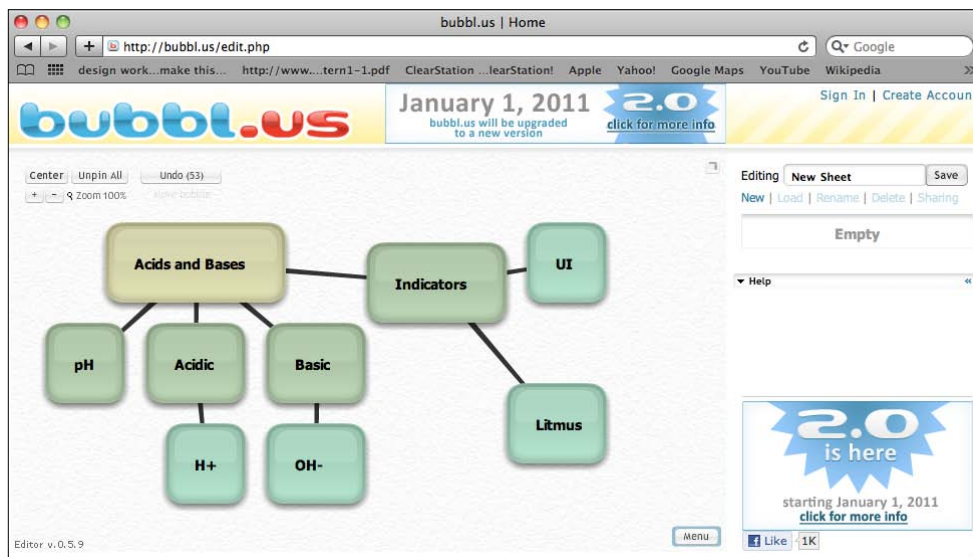 bubbl.us | Home
http://bubbl.us/edit.php
Google
design work...make this...
http://www....tern1-1.pdf
ClearStation ...learStation!
Apple
Yahoo!
Google Maps
YouTube
Wikipedia
bubbl.us
January 1, 2011
bubbl.us will be upgraded
to a new version
2.0
click for more info
Sign In | Create Accoun
Center
Unpin All
Undo (53)
+ - Zoom 100%
Editing
New Sheet
Save
New | Load | Rename | Delete | Sharing
Empty
Help
Acids and Bases
Indicators
UI
pH
Acidic
Basic
Litmus
H+
OH-
2.0
is here
starting January 1, 2011
click for more info
Editor v.0.5.9
Menu
Like
1K